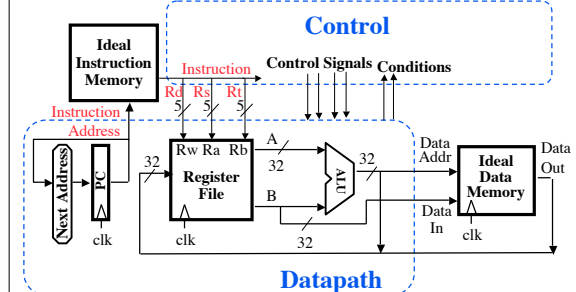 Control
Ideal
Instruction
Memory
Instruction
Control Signals
Conditions
Rd
Rs
Rt
5
5
5
Instruction
Address
Rw
Ra
Rb
Register
File
clk
32
Next Address
PC
clk
A
32
B
32
ALU
32
Data
Addr
Data
In
Ideal
Data
Memory
clk
Data
Out
Datapath